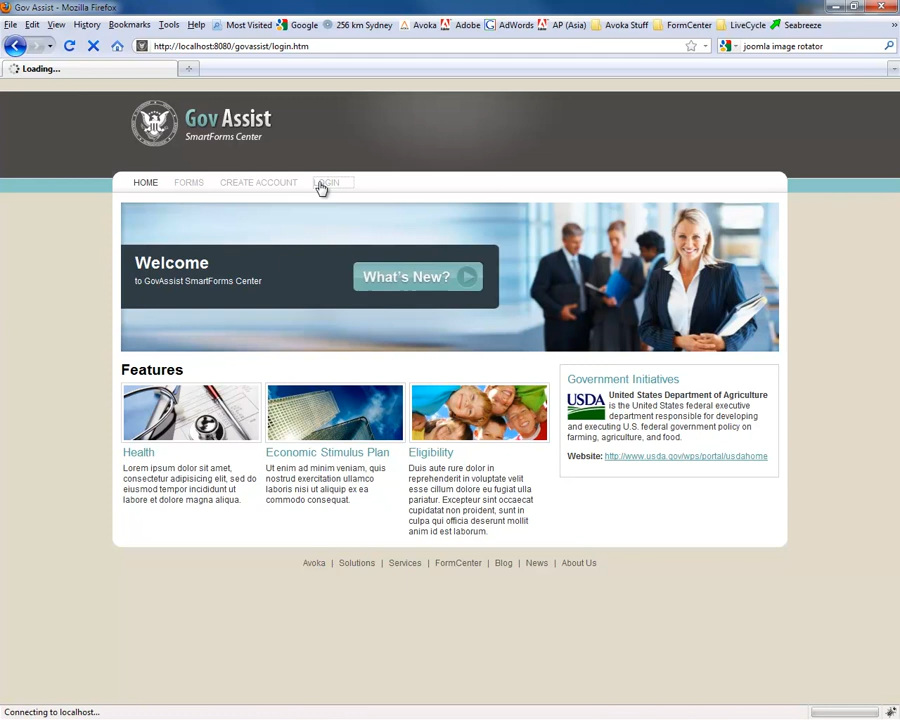 Gov Assist - Mozilla Firefox
File Edit View History Bookmarks Tools Help Most Visited Google 256 km Sydney Avoka Adobe AdWords AP (Asia) Avoka Stuff FormCenter LiveCycle Seabreeze »
http://localhost:8080/govassist/login.htm joomla image rotator
Loading...
Gov Assist
SmartForms Center
HOME FORMS CREATE ACCOUNT LOGIN
Welcome
to GovAssist SmartForms Center
What's New?
Features
Health
Lorem ipsum dolor sit amet,
consectetur adipisicing elit, sed do
eiusmod tempor incididunt ut
labore et dolore magna aliqua.
Economic Stimulus Plan
Ut enim ad minim veniam, quis
nostrud exercitation ullamco
laboris nisi ut aliquip ex ea
commodo consequat.
Eligibility
Duis aute rure dolor in
reprehenderit in voluptate velit
esse cillum dolore eu fugiat ulla
pariatur. Excepteur sint occaecat
cupidatat non proident, sunt in
culpa qui officia deserunt mollit
anim id est laborum.
Government Initiatives
USDA
United States Department of Agriculture
is the United States federal executive
department responsible for developing
and executing U.S. federal government policy on
farming, agriculture, and food.
Website: http://www.usda.gov/wps/portal/usdahome
Avoka | Solutions | Services | FormCenter | Blog | News | About Us
Connecting to localhost...